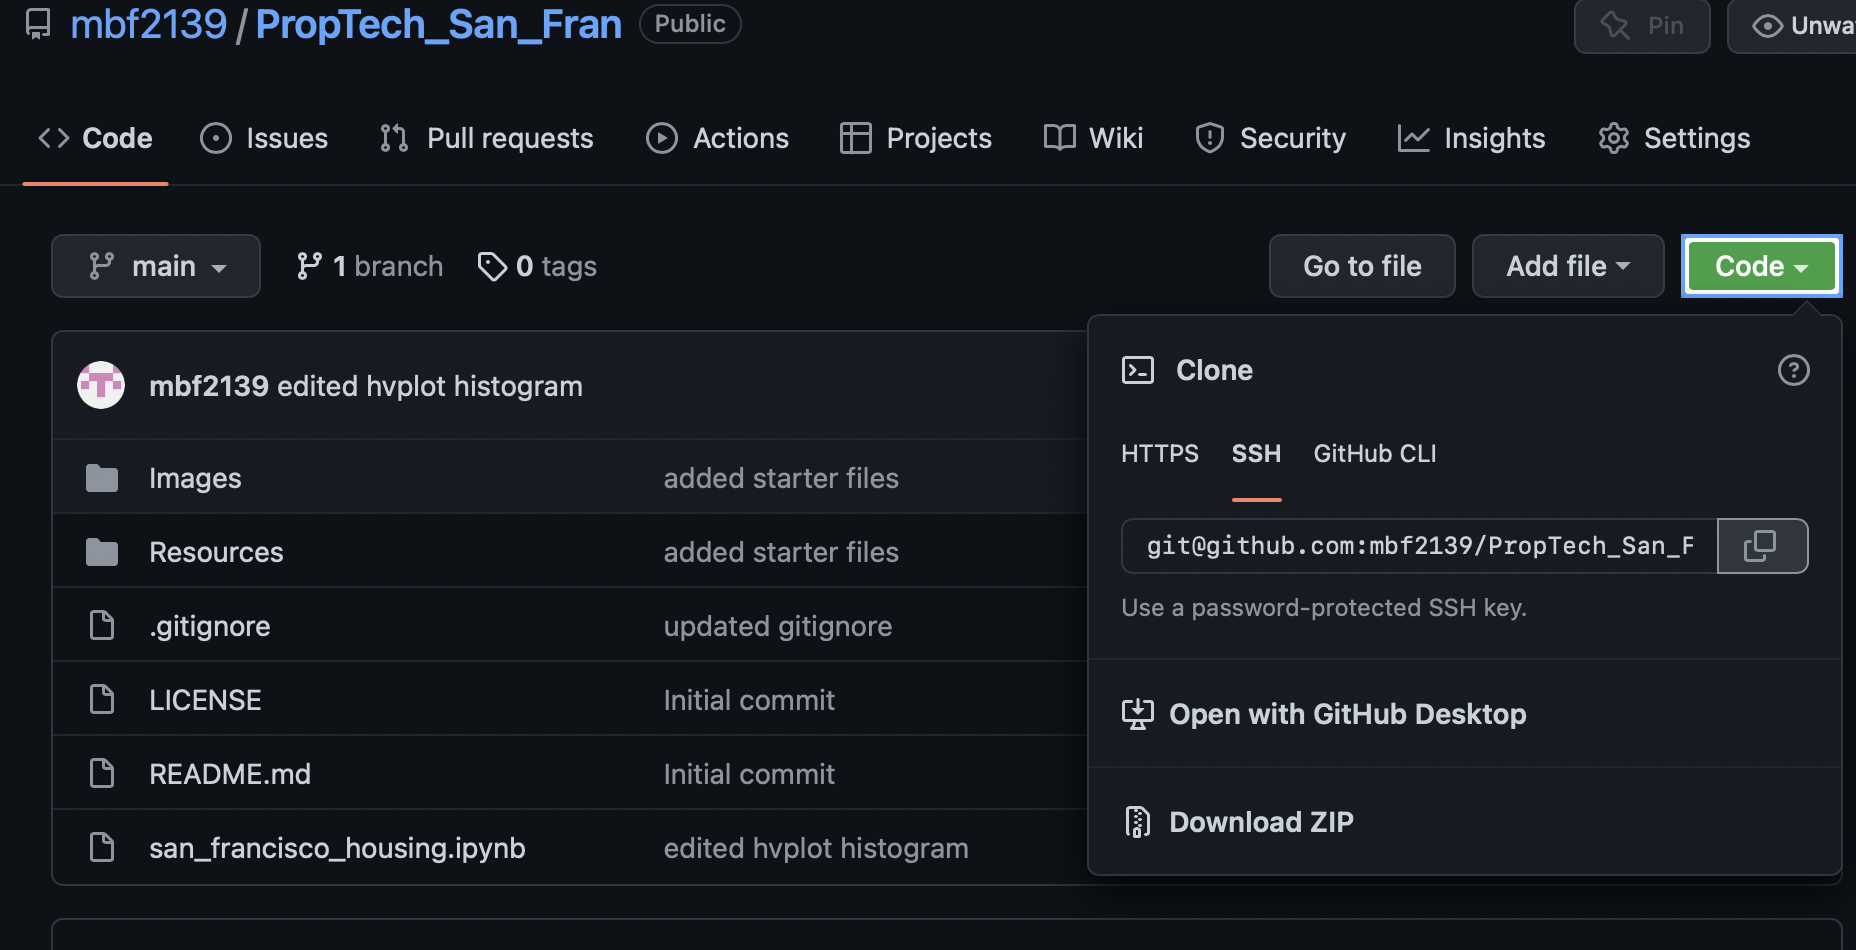 mbf2139 / PropTech_San_Fran Public Pin Unwa
Code Issues Pull requests Actions Projects Wiki Security Insights Settings
main 1 branch 0 tags Go to file Add file Code
mbf2139 edited hvplot histogram
Images added starter files
Resources added starter files
.gitignore updated gitignore
LICENSE Initial commit
README.md Initial commit
san_francisco_housing.ipynb edited hvplot histogram
Clone
HTTPS SSH GitHub CLI
git@github.com:mbf2139/PropTech_San_F
Use a password-protected SSH key.
Open with GitHub Desktop
Download ZIP